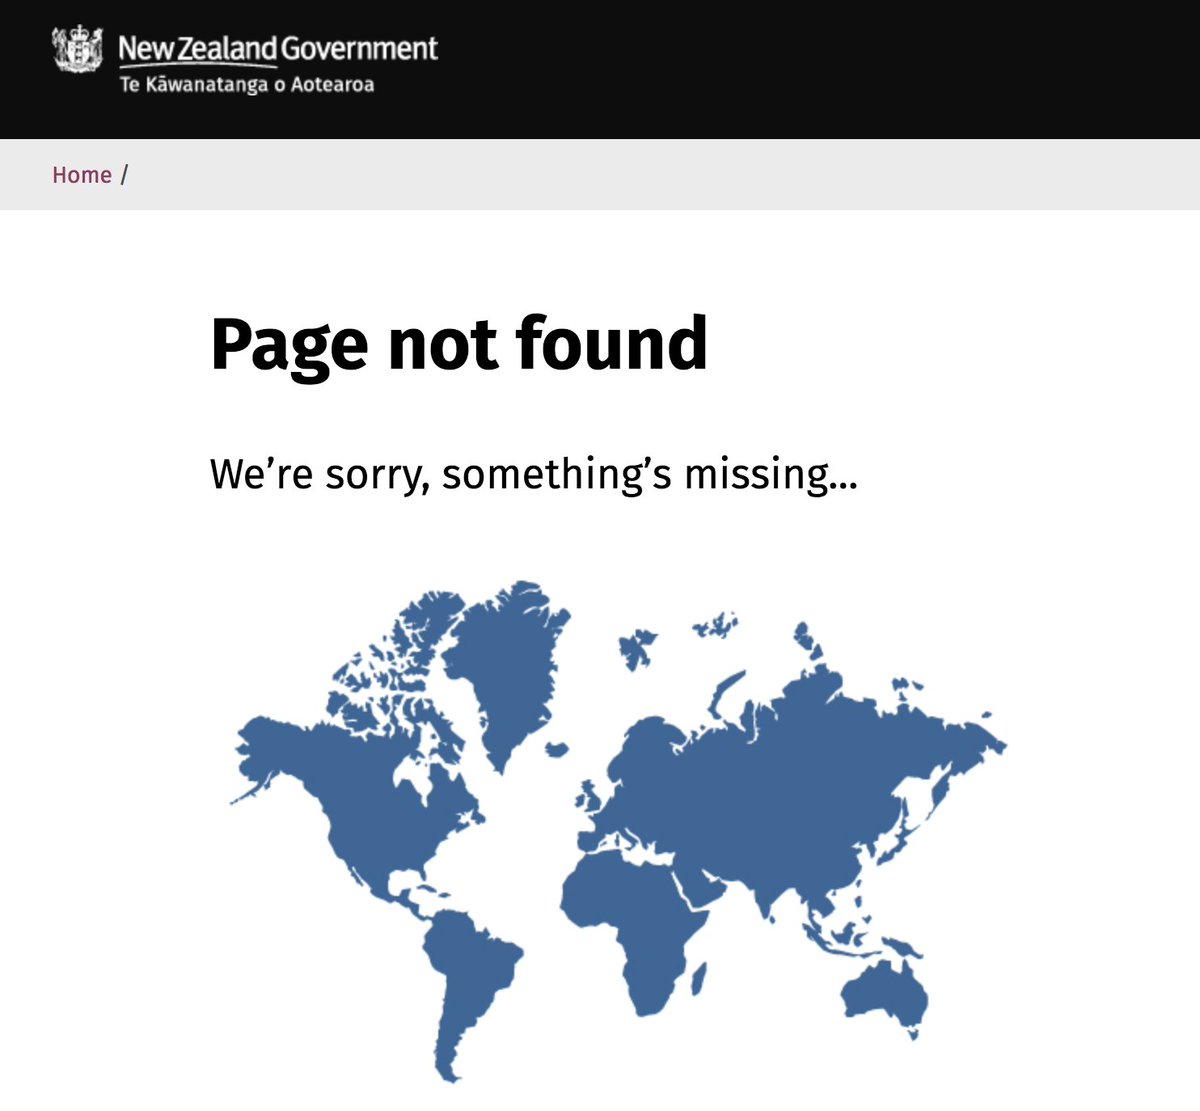 New Zealand Government
Te Kāwanatanga o Aotearoa
Home /
Page not found
We’re sorry, something’s missing...